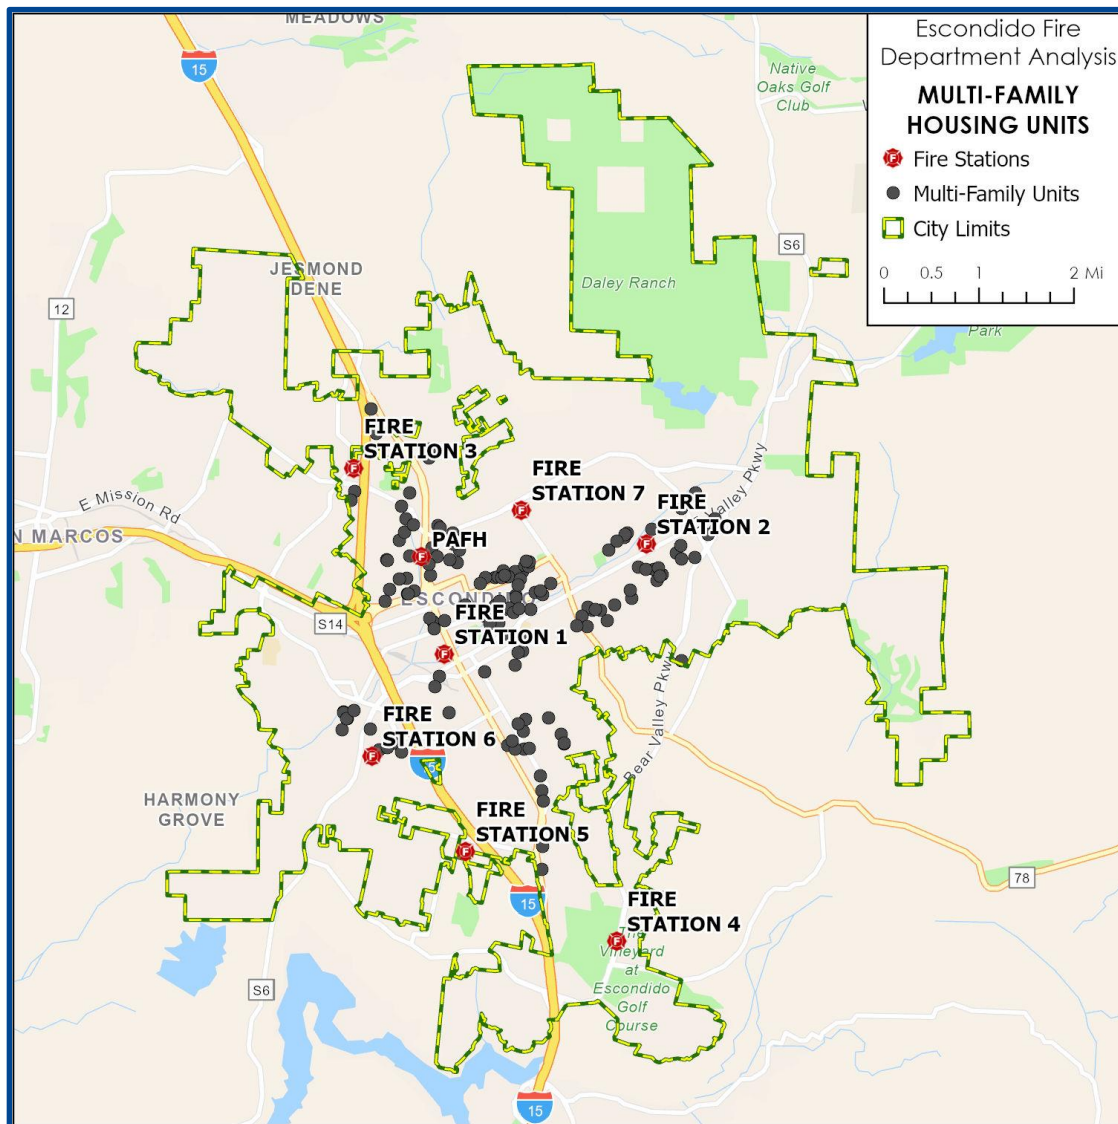 MEADOWS
15
Native
Oaks Golf
Club
Escondido Fire
Department Analysis
MULTI-FAMILY
HOUSING UNITS
F
Fire Stations
Multi-Family Units
City Limits
0 0.5 1 2 Mi
S6
JESMOND
DENE
Daley Ranch
12
Park
FIRE
STATION 3
F
FIRE
STATION 7
F
E Mission Rd
N MARCOS
FIRE
STATION 2
F
Valley Pkwy
PAFH
F
ESCONDIDO
FIRE
STATION 1
F
S14
Bear Valley Pkwy
FIRE
STATION 6
F
HARMONY
GROVE
FIRE
STATION 5
F
15
78
FIRE
STATION 4
F
The
Vineyard
at
Escondido
Golf
Course
S6
15